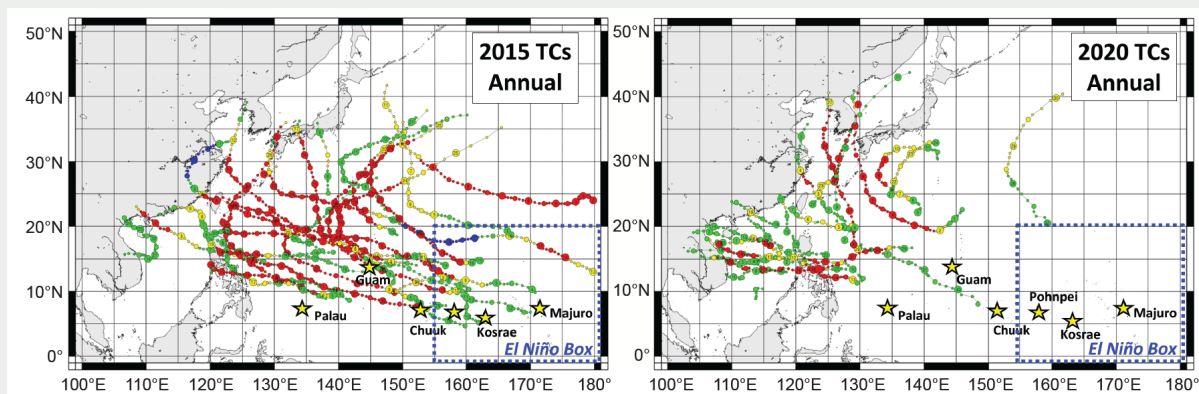 50°N
40°N
30°N
20°N
10°N
0°
100° 110° 120° 130° 140° 150° 160° 170° 180°
2015 TCs
Annual
Guam
Palau
Chuuk
Kosrae
Majuro
El Niño Box
50°N
40°N
30°N
20°N
10°N
0°
100° 110° 120° 130° 140° 150° 160° 170° 180°
2020 TCs
Annual
Guam
Palau
Chuuk
Pohnpei
Kosrae
Majuro
El Niño Box